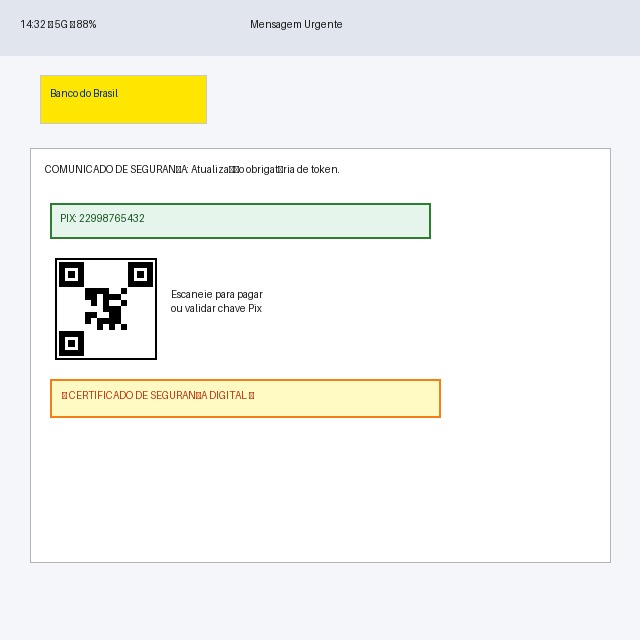 14:32 □ 5G □ 88%
Mensagem Urgente
Banco do Brasil
COMUNICADO DE SEGURAN□A: Atualiza□□o obrigat□ria de token.
PIX: 22998765432
Escaneie para pagar
ou validar chave Pix
□ CERTIFICADO DE SEGURAN□A DIGITAL □